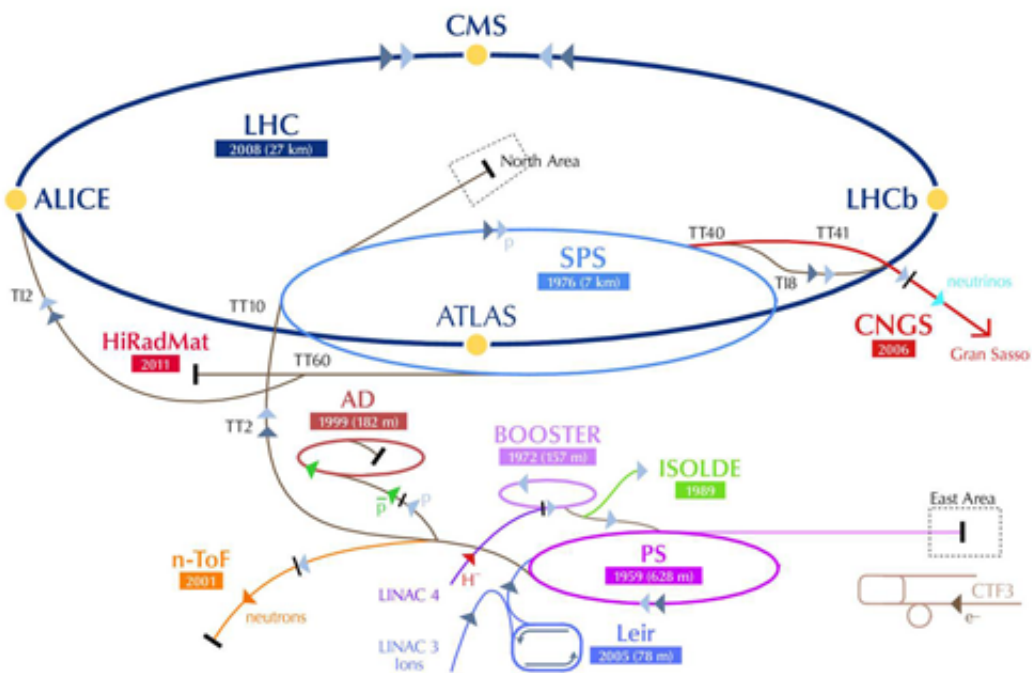 CMS
LHC
2008 (27 km)
North Area
ALICE
LHCb
TT40
TT41
p
SPS
1976 (7 km)
TI8
neutrinos
TI2
TT10
ATLAS
CNGS
2006
Gran Sasso
HiRadMat
2011
TT60
AD
1999 (182 m)
TT2
BOOSTER
1972 (157 m)
ISOLDE
1989
p̅
p
East Area
n-ToF
2001
PS
1959 (628 m)
H⁻
LINAC 4
neutrons
CTF3
e–
LINAC 3
Ions
Leir
2005 (78 m)